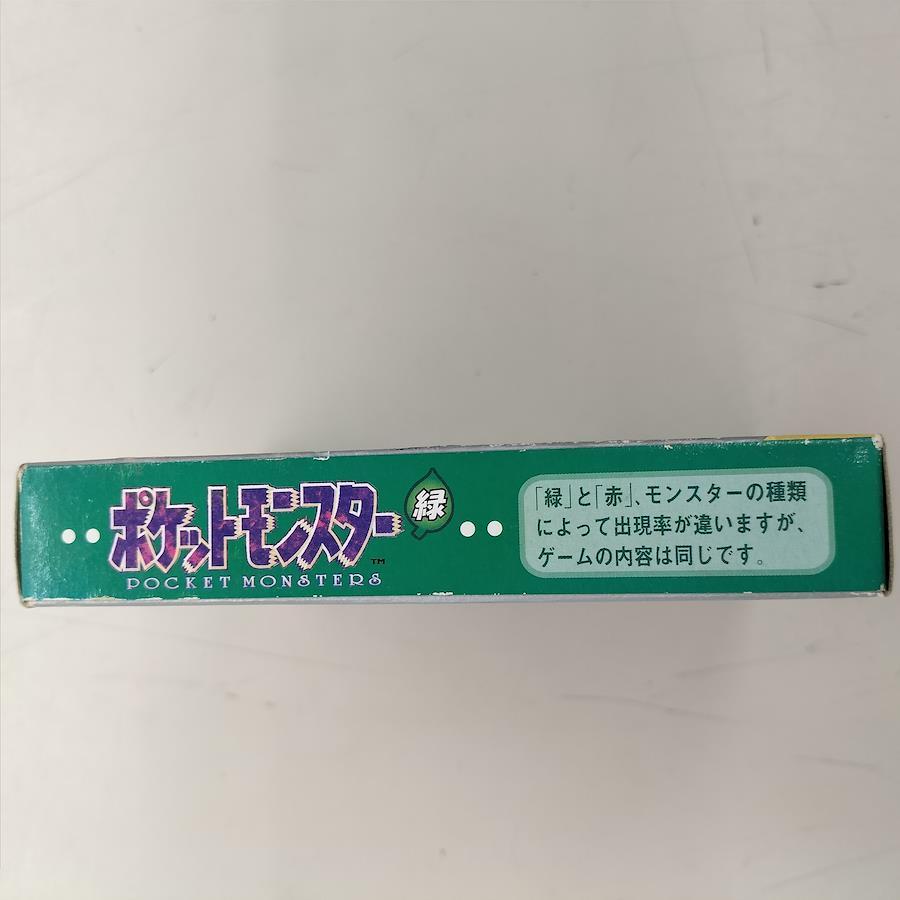 ポケットモンスター
緑
TM
POCKET MONSTERS
「緑」と「赤」、モンスターの種類
によって出現率が違いますが、
ゲームの内容は同じです。